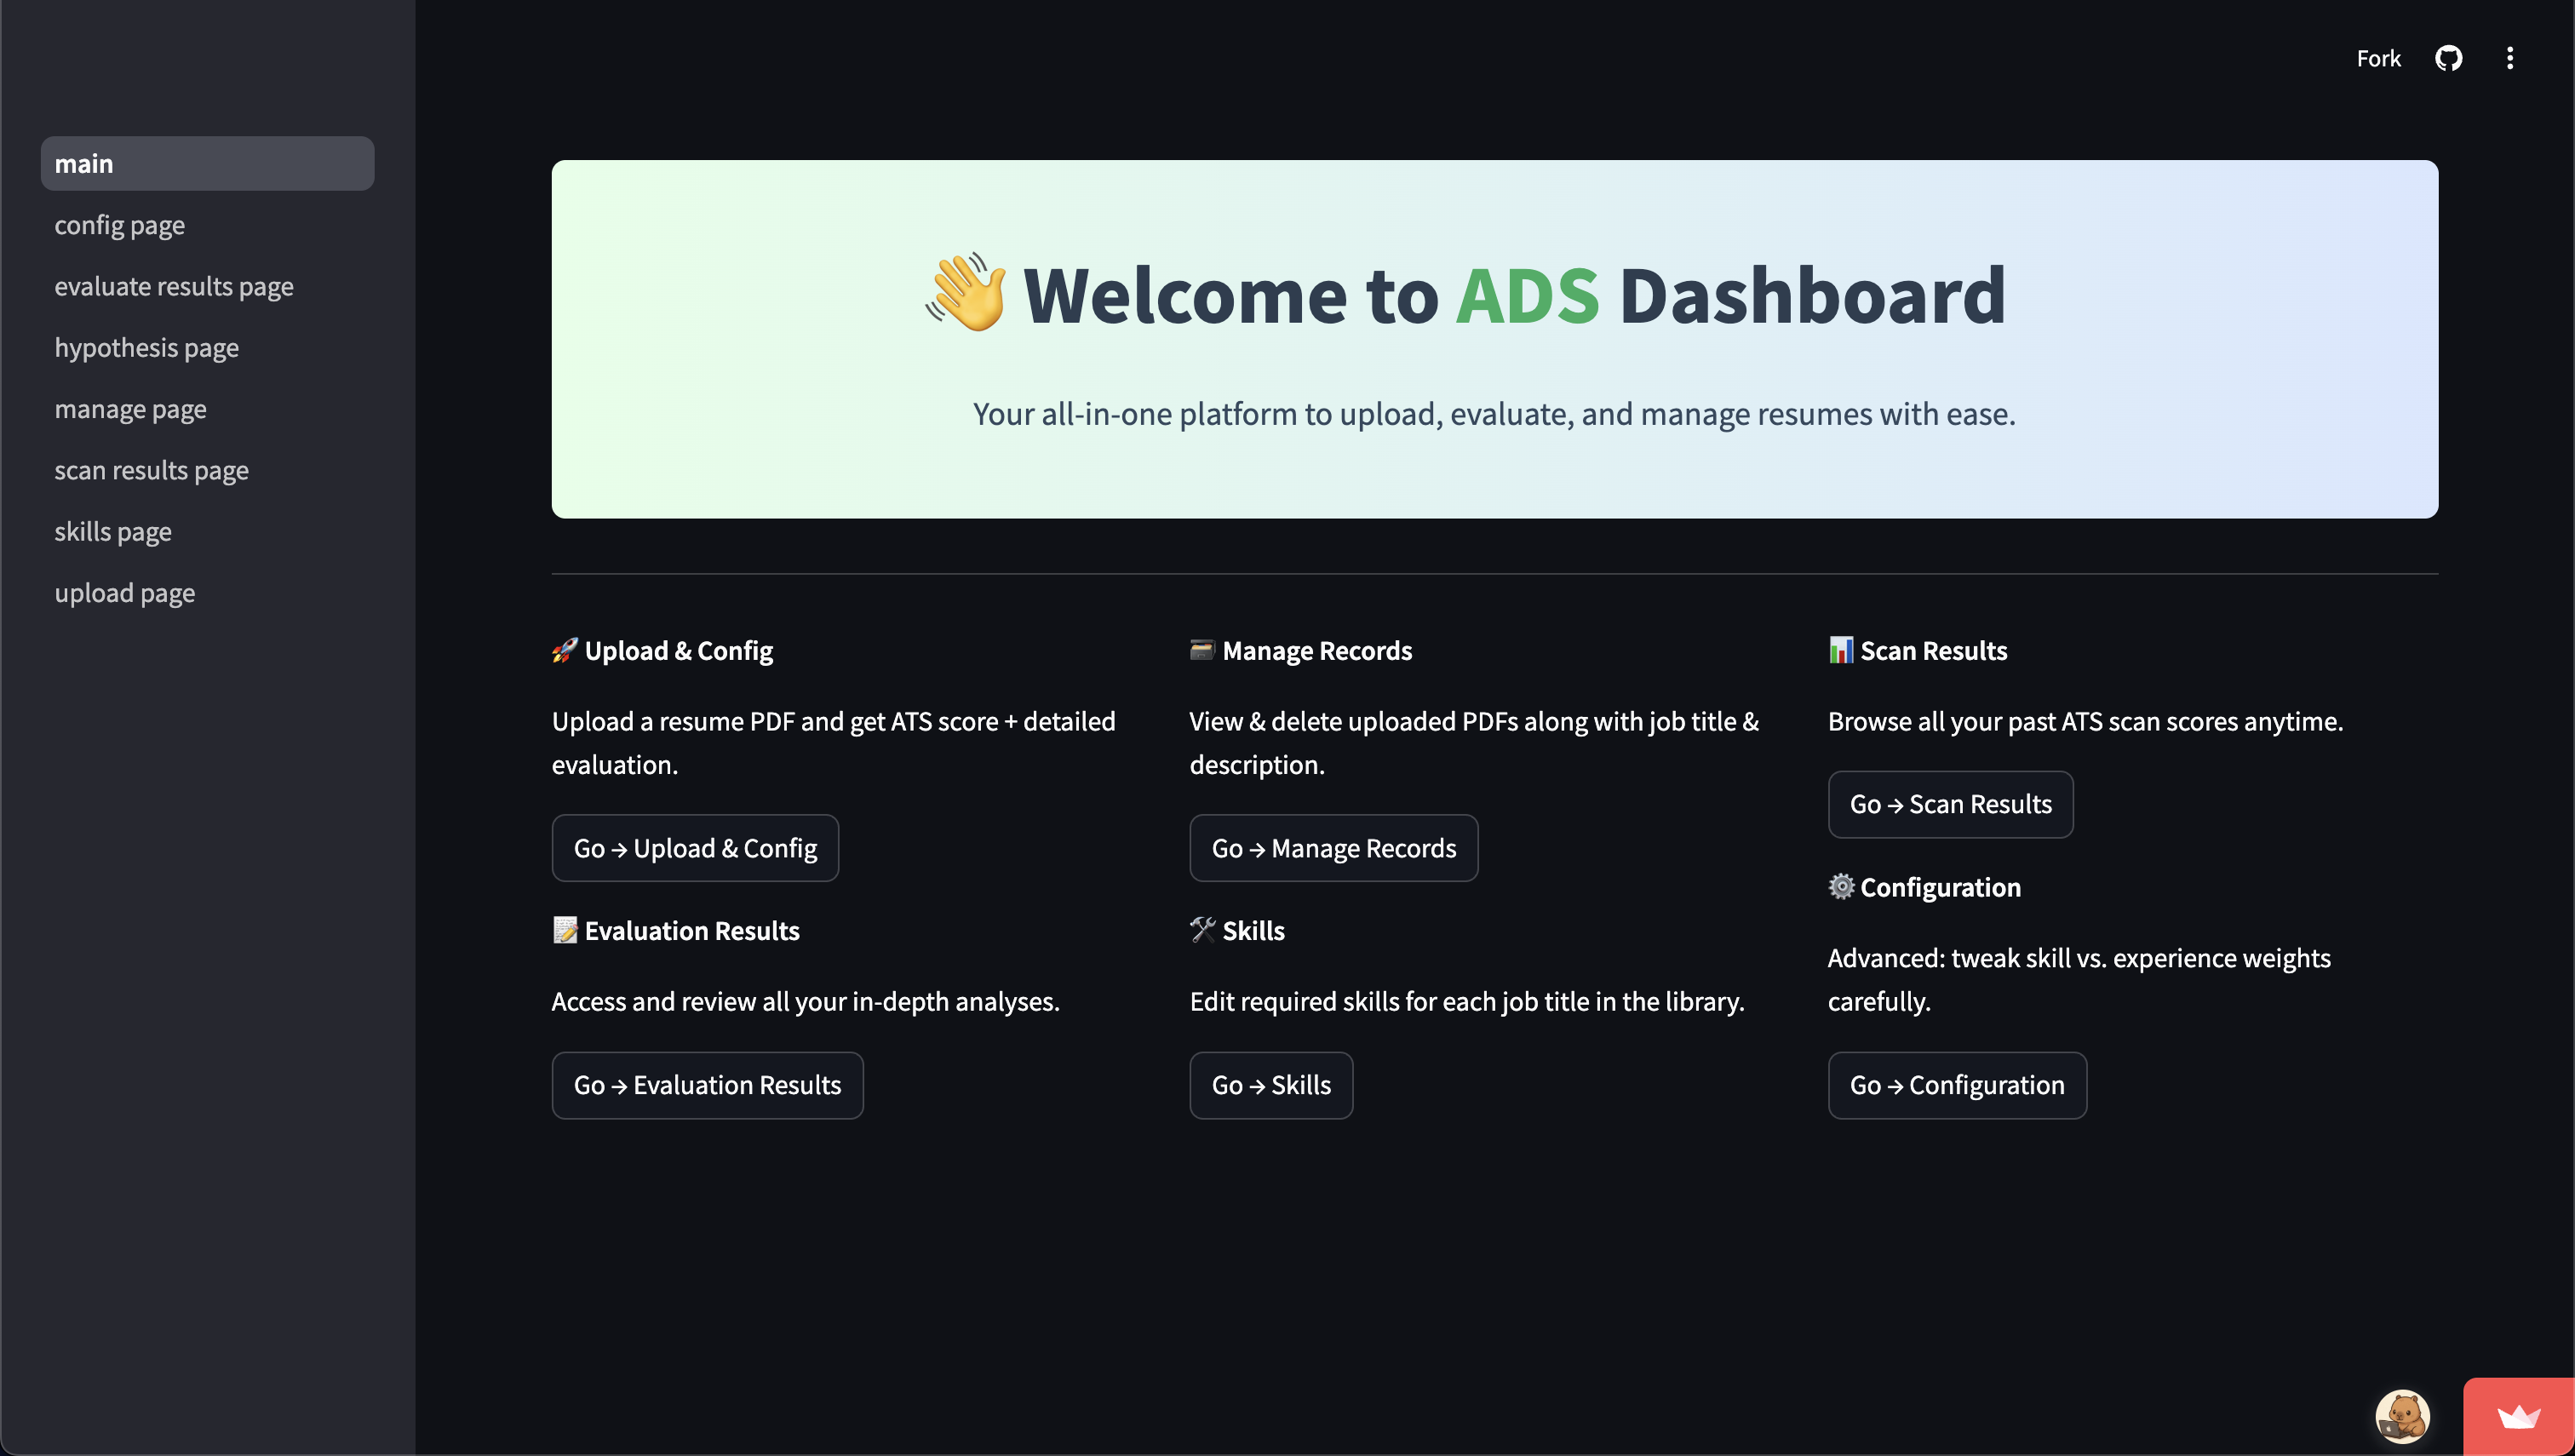 Fork
main
config page
evaluate results page
hypothesis page
manage page
scan results page
skills page
upload page
👋 Welcome to ADS Dashboard
Your all-in-one platform to upload, evaluate, and manage resumes with ease.
🚀 Upload & Config
Upload a resume PDF and get ATS score + detailed
evaluation.
Go → Upload & Config
📝 Evaluation Results
Access and review all your in-depth analyses.
Go → Evaluation Results
🗃️ Manage Records
View & delete uploaded PDFs along with job title &
description.
Go → Manage Records
🛠️ Skills
Edit required skills for each job title in the library.
Go → Skills
📊 Scan Results
Browse all your past ATS scan scores anytime.
Go → Scan Results
⚙️ Configuration
Advanced: tweak skill vs. experience weights
carefully.
Go → Configuration